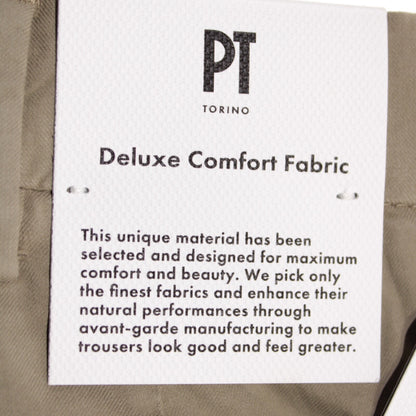 PT
TORINO
Deluxe Comfort Fabric
This unique material has been
selected and designed for maximum
comfort and beauty. We pick only
the finest fabrics and enhance their
natural performances through
avant-garde manufacturing to make
trousers look good and feel greater.